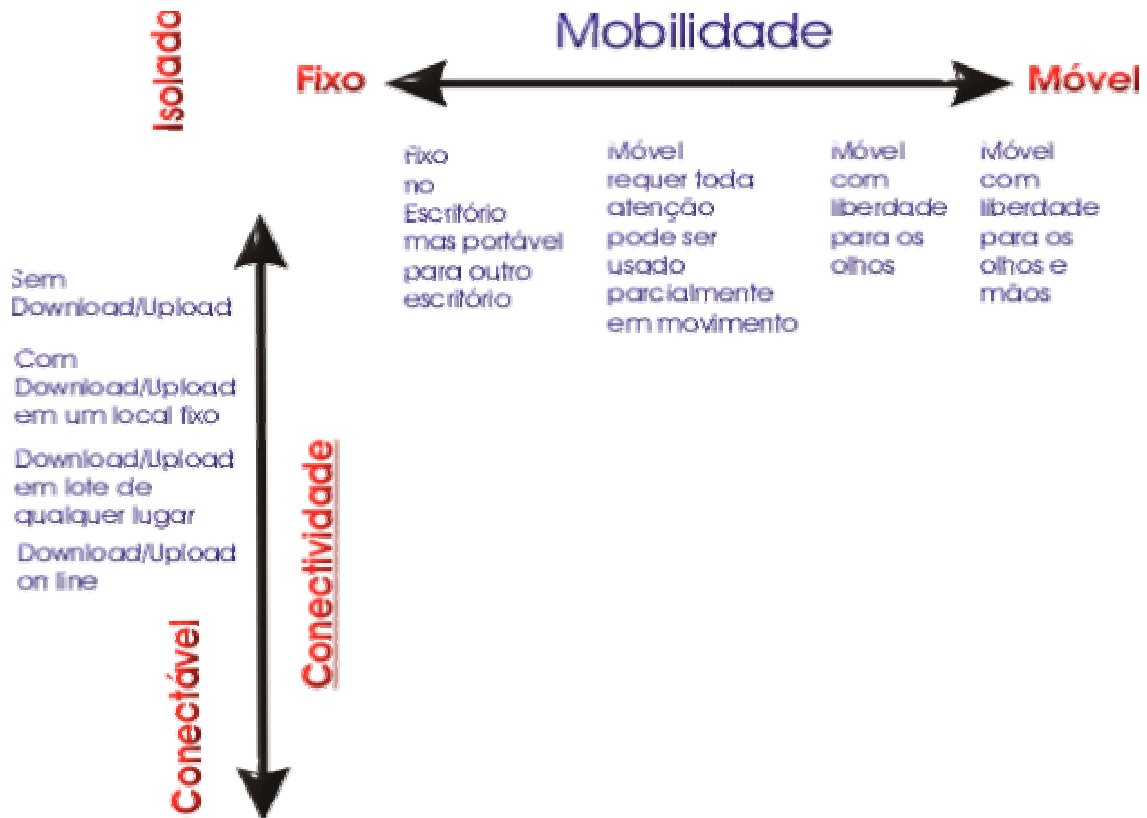 Mobilidade
Isolada
Fixo
Móvel
Fixo
no
Escritório
mas portável
para outro
escritório
Móvel
requer toda
atenção
pode ser
usado
parcialmente
em movimento
Móvel
com
liberdade
para os
olhos
Móvel
com
liberdade
para os
olhos e
mãos
Sem
Download/Upload
Com
Download/Upload
em um local fixo
Download/Upload
em lote de
qualquer lugar
Download/Upload
on line
Conectividade
Conectável